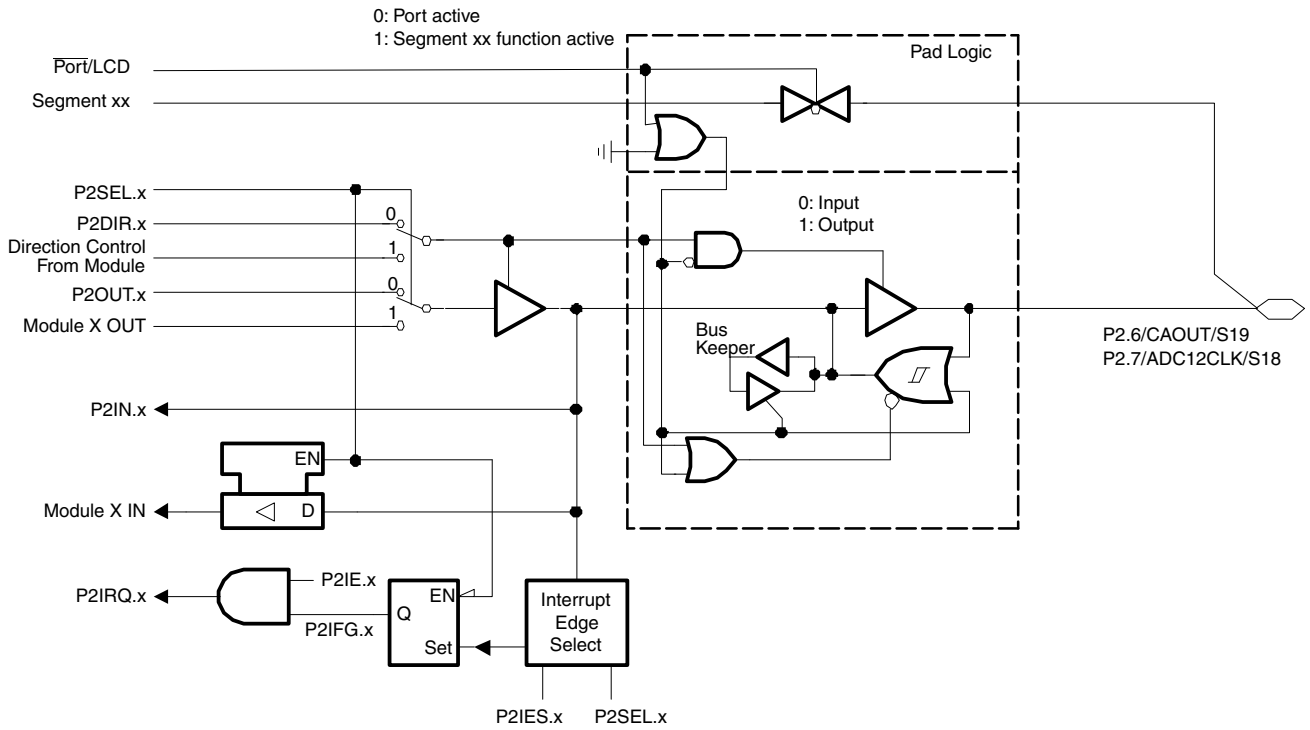 0: Port active
1: Segment xx function active
Pad Logic
Port/LCD
Segment xx
P2SEL.x
P2DIR.x
Direction Control
From Module
P2OUT.x
Module X OUT
0
1
0
1
0: Input
1: Output
Bus
Keeper
P2.6/CAOUT/S19
P2.7/ADC12CLK/S18
P2IN.x
EN
Module X IN
D
P2IRQ.x
P2IE.x
P2IFG.x
EN
Q
Set
Interrupt
Edge
Select
P2IES.x
P2SEL.x